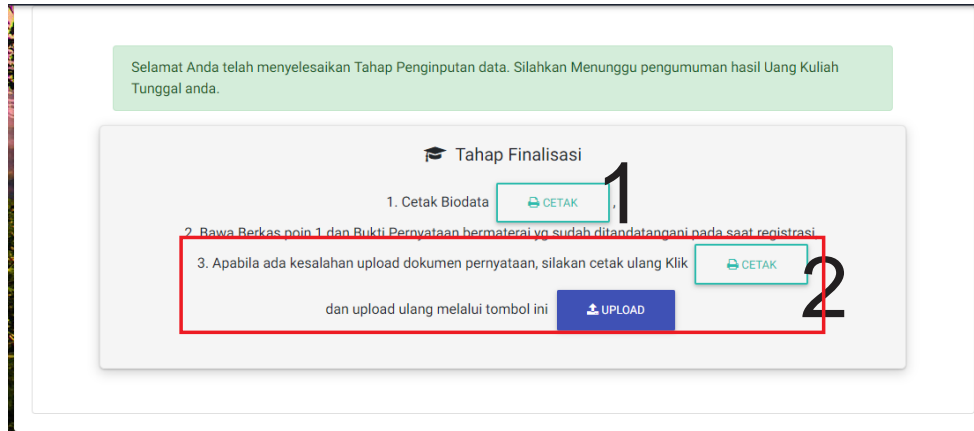 Selamat Anda telah menyelesaikan Tahap Penginputan data. Silahkan Menunggu pengumuman hasil Uang Kuliah
Tunggal anda.
Tahap Finalisasi
1. Cetak Biodata CETAK , 1
2. Bawa Berkas poin 1 dan Bukti Pernyataan bermaterai yg sudah ditandatangani pada saat registrasi
3. Apabila ada kesalahan upload dokumen pernyataan, silakan cetak ulang Klik CETAK 2
dan upload ulang melalui tombol ini UPLOAD